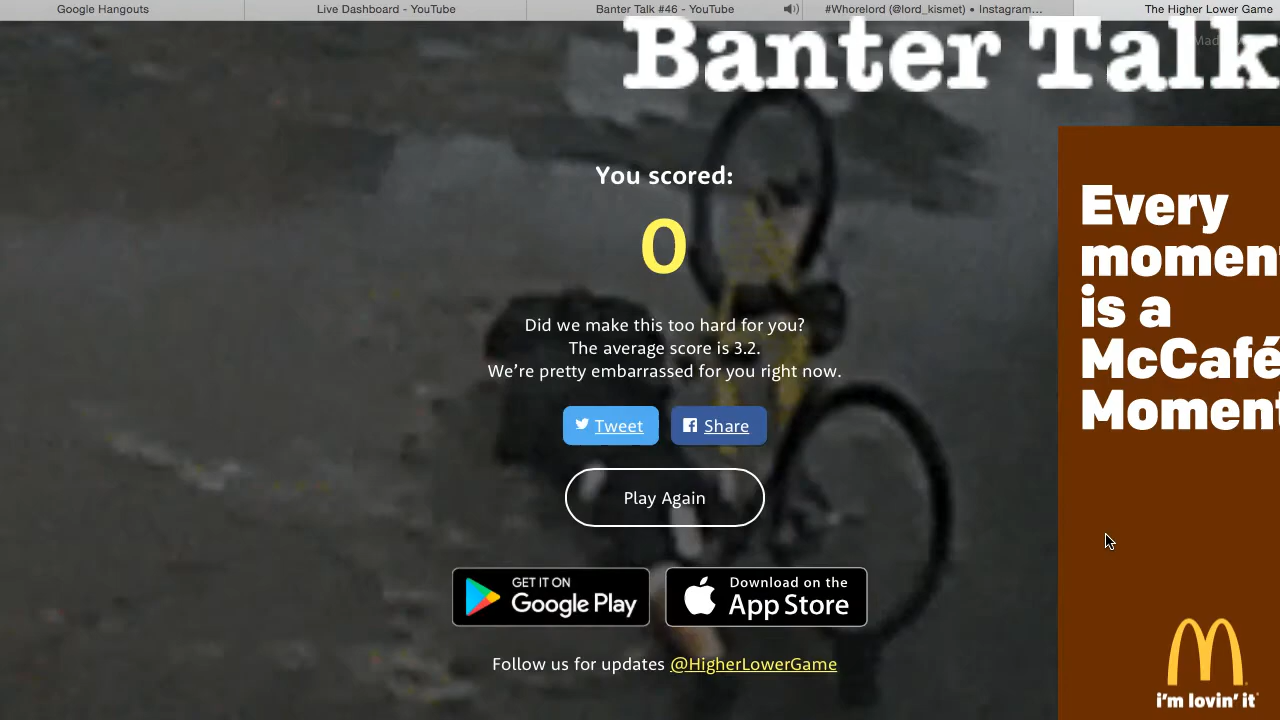 Google Hangouts
Live Dashboard - YouTube
Banter Talk #46 - YouTube
#Whorelord (@lord_kismet) • Instagram…
The Higher Lower Game
Banter Talk
Mad
You scored:
0
Did we make this too hard for you?
The average score is 3.2.
We're pretty embarrassed for you right now.
Tweet
Share
Play Again
GET IT ON
Google Play
Download on the
App Store
Follow us for updates @HigherLowerGame
Every
moment
is a
McCafé
Moment
i'm lovin' it